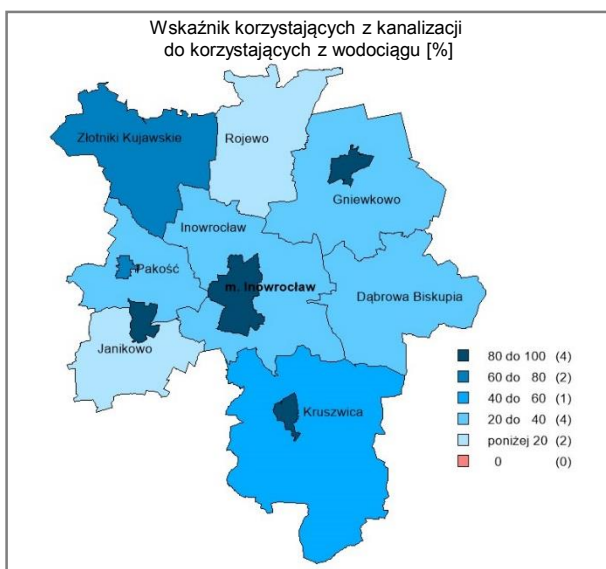 Wskaźnik korzystających z kanalizacji
do korzystających z wodociągu [%]
Złotniki Kujawskie
Rojewo
Gniewkowo
Inowrocław
Pakość
m. Inowrocław
Dąbrowa Biskupia
Janikowo
Kruszwica
80 do 100 (4)
60 do 80 (2)
40 do 60 (1)
20 do 40 (4)
poniżej 20 (2)
0 (0)